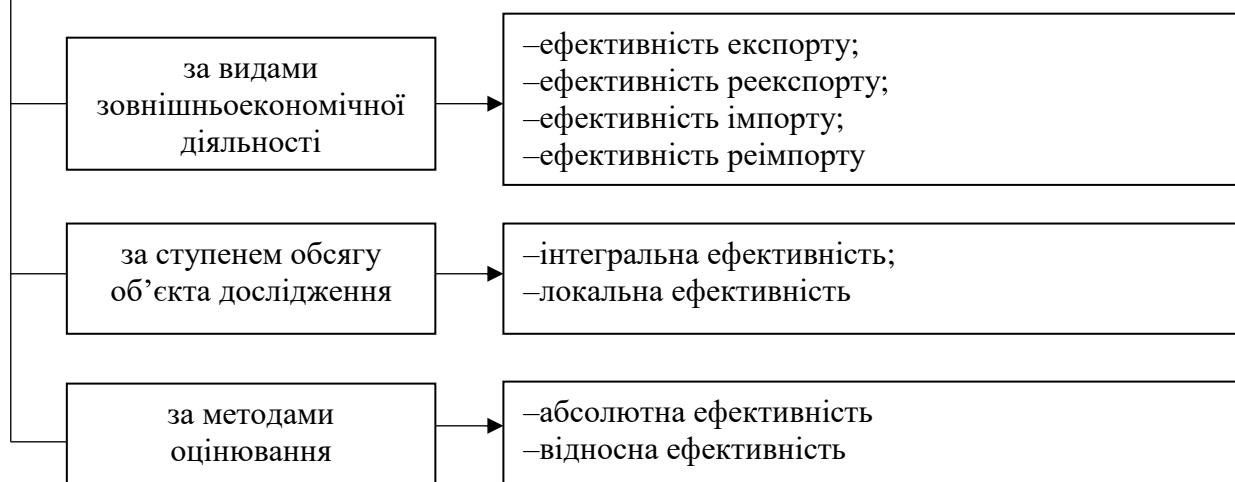 за видами
зовнішньоекономічної
діяльності
–ефективність експорту;
–ефективність реекспорту;
–ефективність імпорту;
–ефективність реімпорту
за ступенем обсягу
об’єкта дослідження
–інтегральна ефективність;
–локальна ефективність
за методами
оцінювання
–абсолютна ефективність
–відносна ефективність